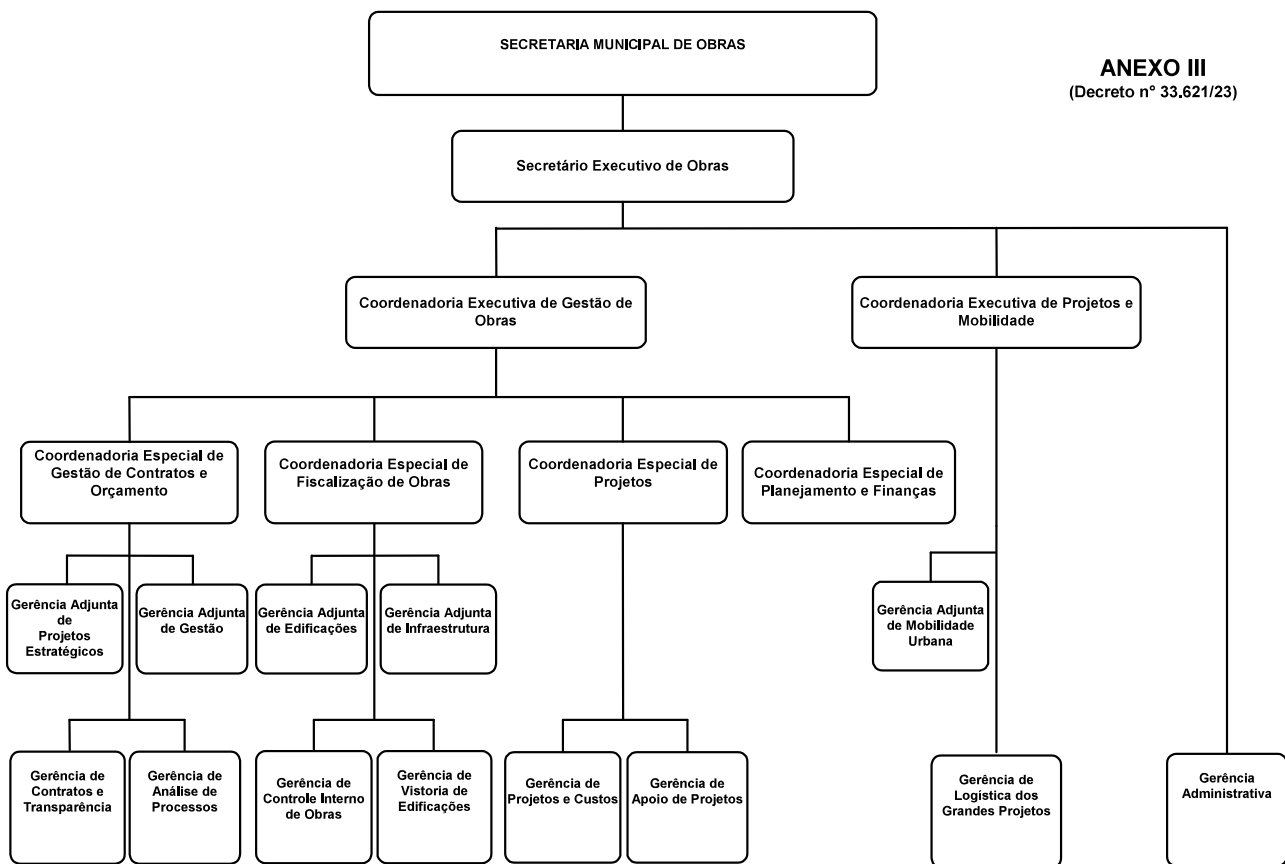 SECRETARIA MUNICIPAL DE OBRAS
ANEXO III
(Decreto n° 33.621/23)
Secretário Executivo de Obras
Coordenadoria Executiva de Gestão de
Obras
Coordenadoria Executiva de Projetos e
Mobilidade
Coordenadoria Especial de
Gestão de Contratos e
Orçamento
Coordenadoria Especial de
Fiscalização de Obras
Coordenadoria Especial de
Projetos
Coordenadoria Especial de
Planejamento e Finanças
Gerência Adjunta
de
Projetos
Estratégicos
Gerência Adjunta
de Gestão
Gerência Adjunta
de Edificações
Gerência Adjunta
de Infraestrutura
Gerência Adjunta
de Mobilidade
Urbana
Gerência de
Contratos e
Transparência
Gerência de
Análise de
Processos
Gerência de
Controle Interno
de Obras
Gerência de
Vistoria de
Edificações
Gerência de
Projetos e Custos
Gerência de
Apoio de Projetos
Gerência de
Logística dos
Grandes Projetos
Gerência
Administrativa